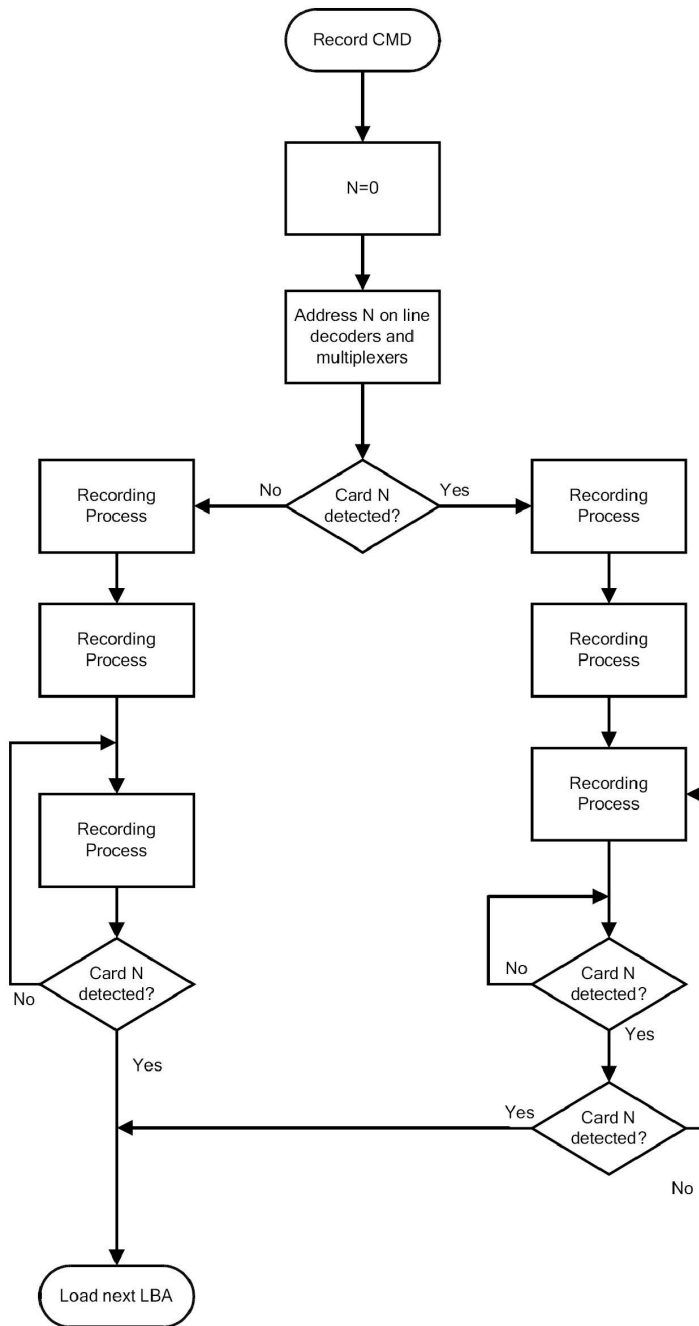 Record CMD
N=0
Address N on line
decoders and
multiplexers
Card N
detected?
No
Yes
Recording
Process
Recording
Process
Recording
Process
Card N
detected?
No
Yes
Recording
Process
Recording
Process
Recording
Process
Card N
detected?
No
Yes
Card N
detected?
Yes
No
Load next LBA